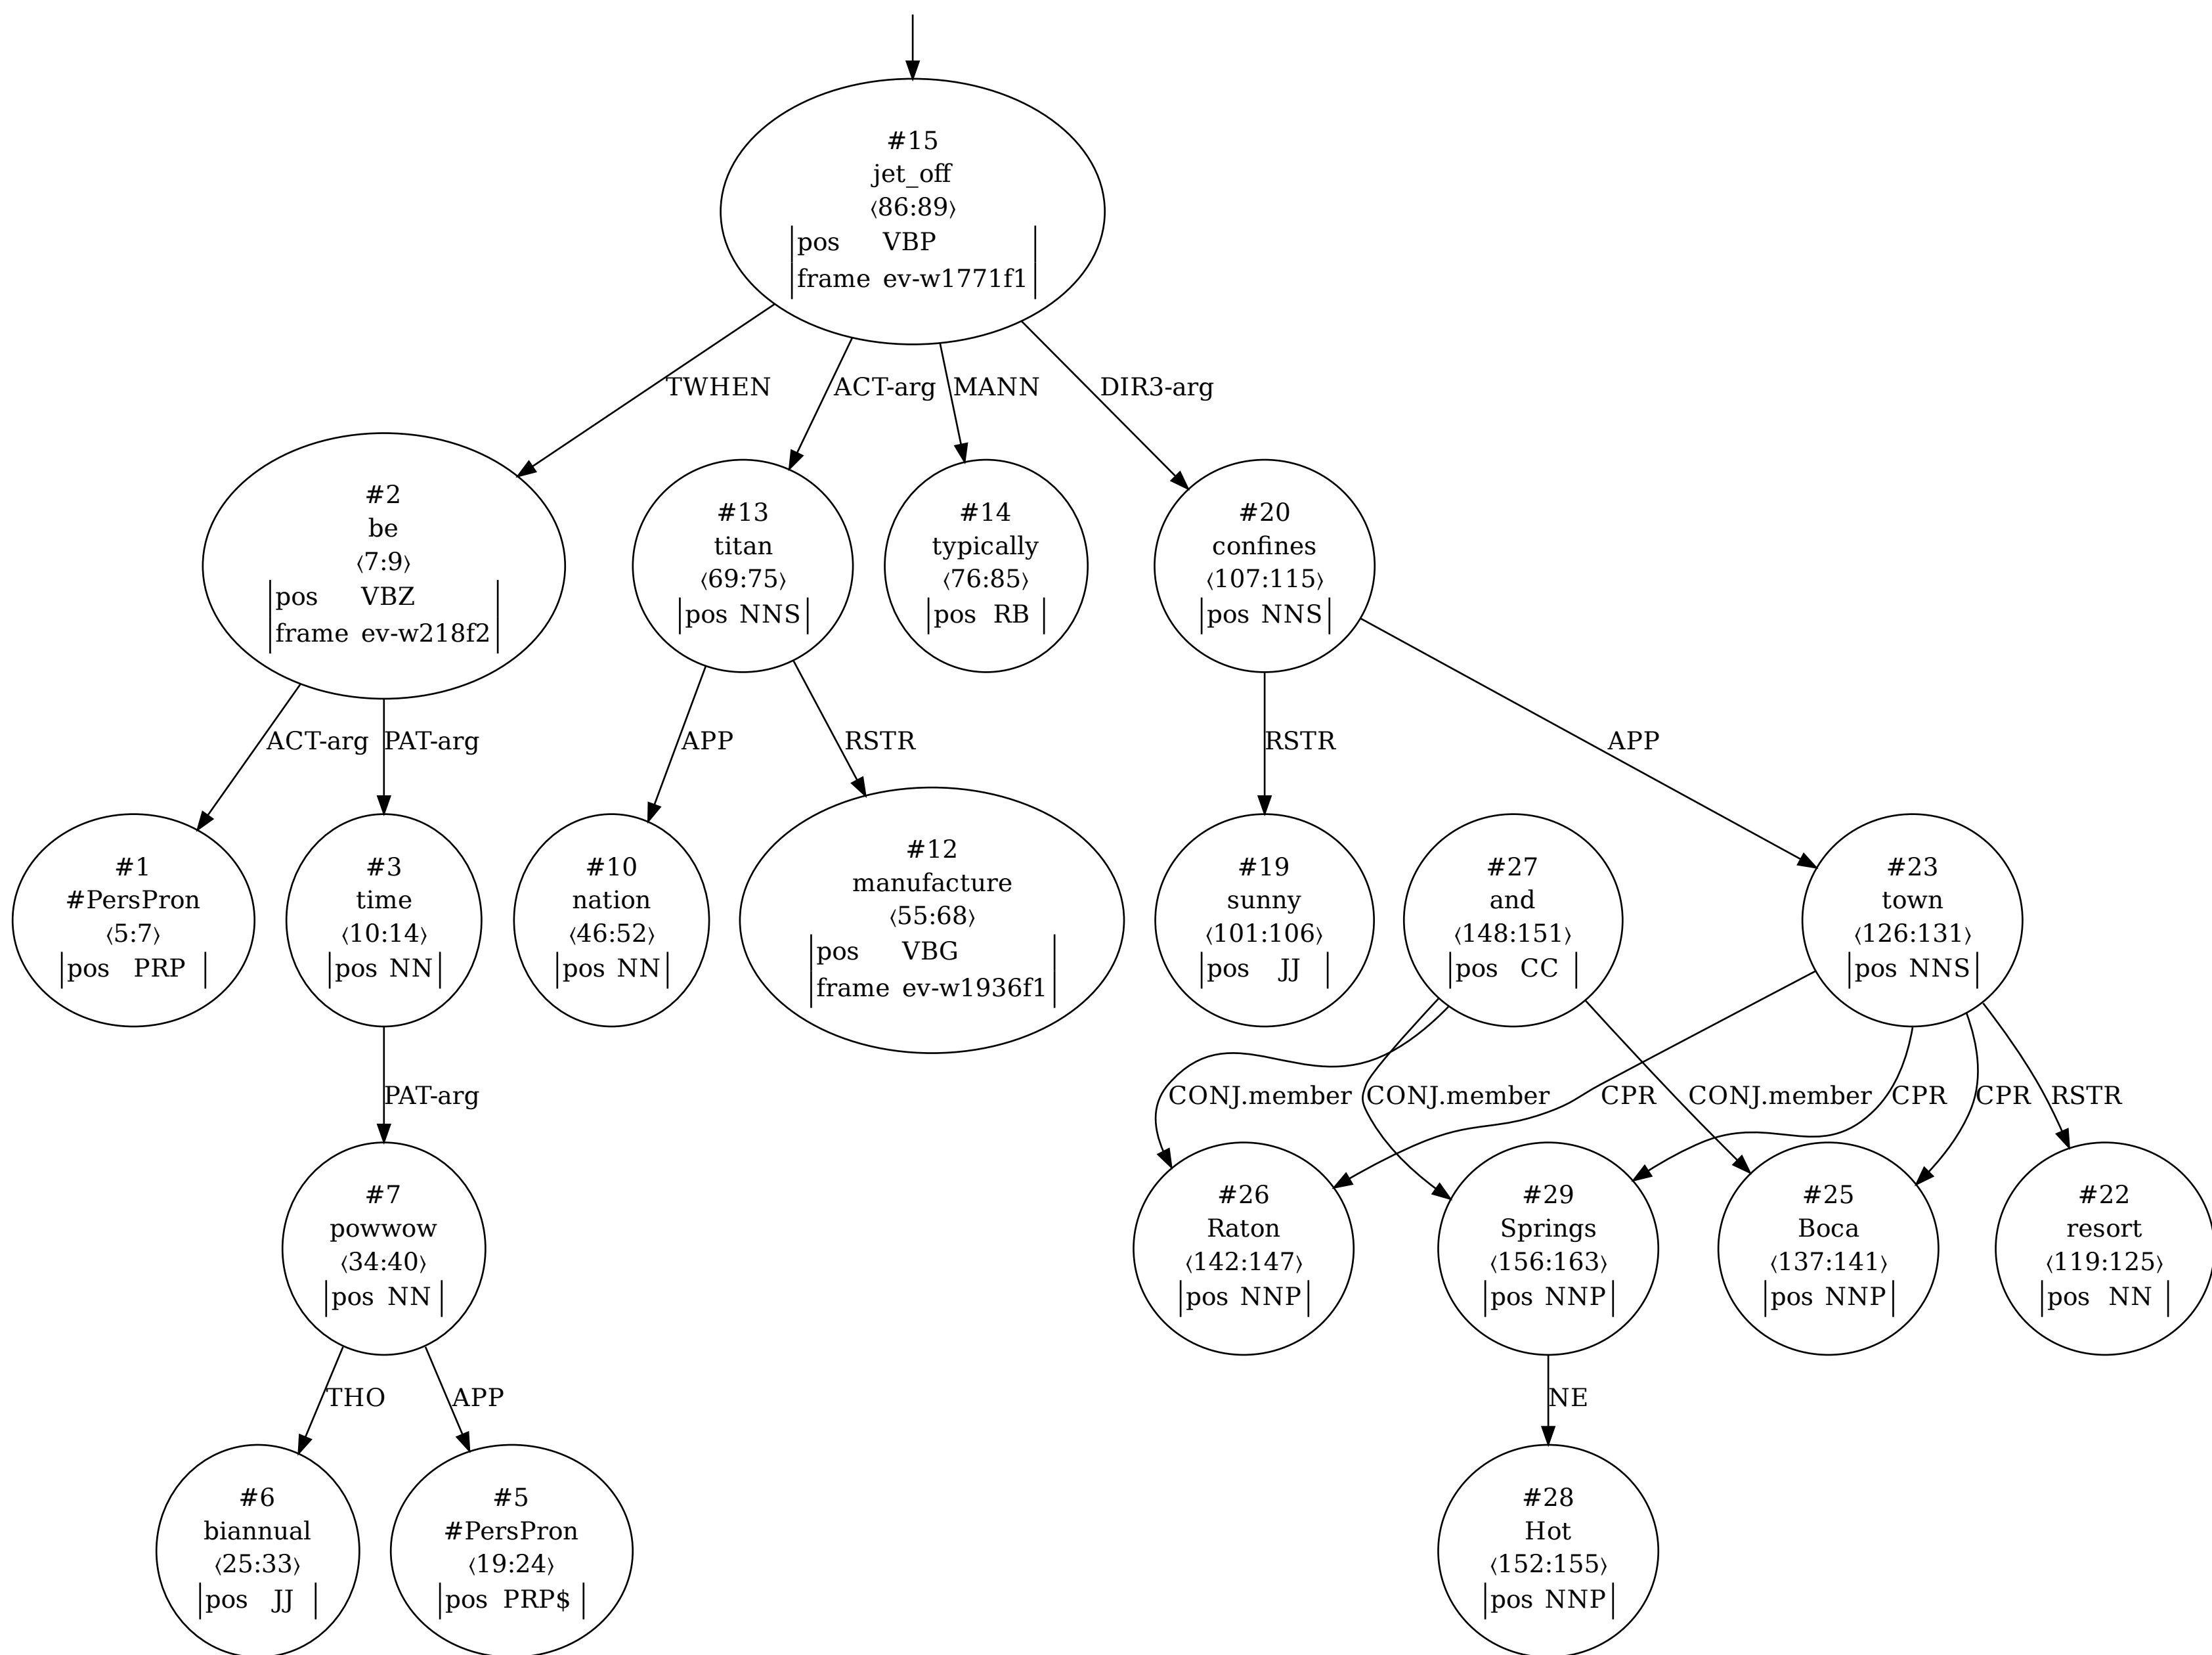 #15
jet_off
⟨86:89⟩
pos VBP
frame ev-w1771f1
TWHEN
ACT-arg
MANN
DIR3-arg
#2
be
⟨7:9⟩
pos VBZ
frame ev-w218f2
#13
titan
⟨69:75⟩
pos NNS
#14
typically
⟨76:85⟩
pos RB
#20
confines
⟨107:115⟩
pos NNS
ACT-arg
PAT-arg
APP
RSTR
RSTR
APP
#1
#PersPron
⟨5:7⟩
pos PRP
#3
time
⟨10:14⟩
pos NN
#10
nation
⟨46:52⟩
pos NN
#12
manufacture
⟨55:68⟩
pos VBG
frame ev-w1936f1
#19
sunny
⟨101:106⟩
pos JJ
#27
and
⟨148:151⟩
pos CC
#23
town
⟨126:131⟩
pos NNS
PAT-arg
CONJ.member
CONJ.member
CPR
CONJ.member
CPR
CPR
RSTR
#7
powwow
⟨34:40⟩
pos NN
#26
Raton
⟨142:147⟩
pos NNP
#29
Springs
⟨156:163⟩
pos NNP
#25
Boca
⟨137:141⟩
pos NNP
#22
resort
⟨119:125⟩
pos NN
THO
APP
NE
#6
biannual
⟨25:33⟩
pos JJ
#5
#PersPron
⟨19:24⟩
pos PRP$
#28
Hot
⟨152:155⟩
pos NNP